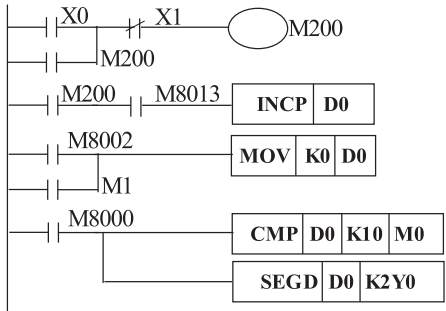 X0 X1 M200
M200
M200 M8013 INCP D0
M8002 MOV K0 D0
M1
M8000 CMP D0 K10 M0
SEGD D0 K2Y0